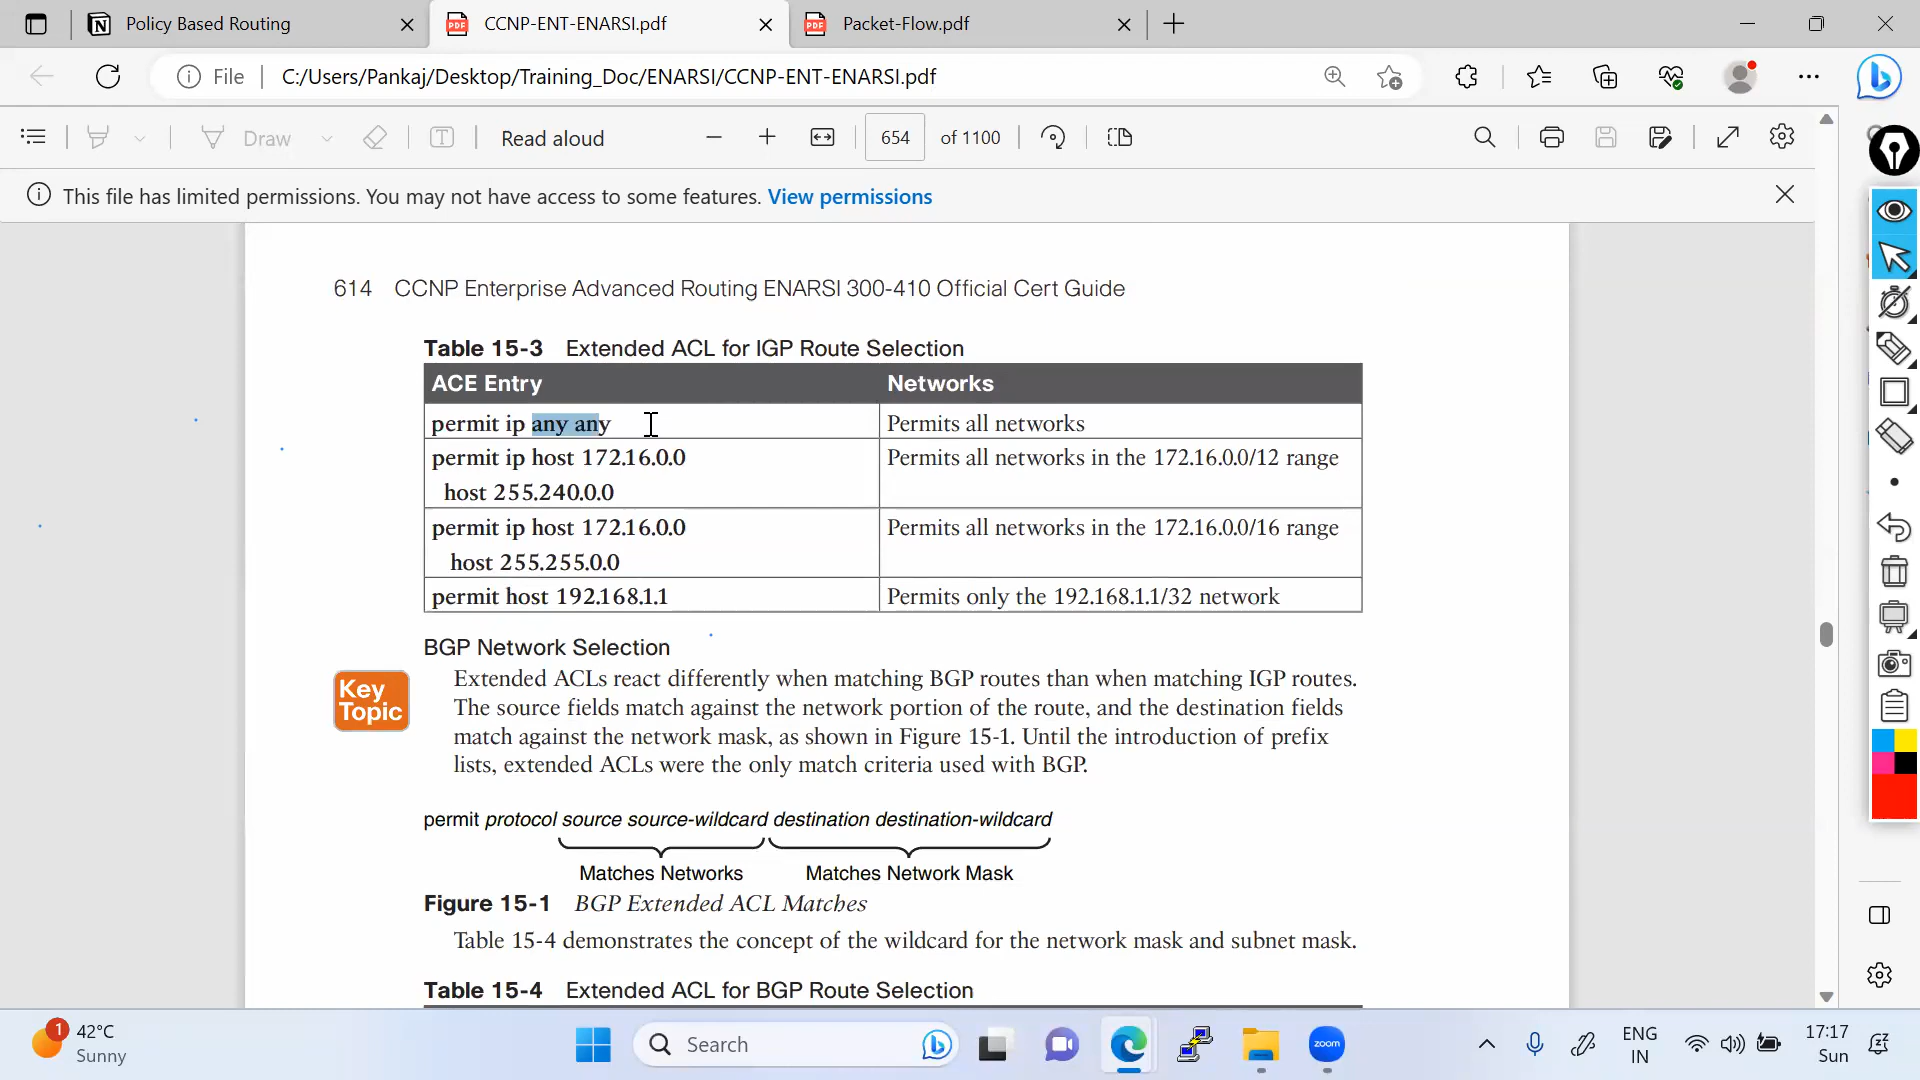 Policy Based Routing
CCNP-ENT-ENARSI.pdf
Packet-Flow.pdf
File
C:/Users/Pankaj/Desktop/Training_Doc/ENARSI/CCNP-ENT-ENARSI.pdf
Draw
Read aloud
654
of 1100
This file has limited permissions. You may not have access to some features. View permissions
614 CCNP Enterprise Advanced Routing ENARSI 300-410 Official Cert Guide
Table 15-3 Extended ACL for IGP Route Selection
ACE Entry Networks
permit ip any any Permits all networks
permit ip host 172.16.0.0 Permits all networks in the 172.16.0.0/12 range
host 255.240.0.0
permit ip host 172.16.0.0 Permits all networks in the 172.16.0.0/16 range
host 255.255.0.0
permit host 192.168.1.1 Permits only the 192.168.1.1/32 network
BGP Network Selection
Key
Topic
Extended ACLs react differently when matching BGP routes than when matching IGP routes.
The source fields match against the network portion of the route, and the destination fields
match against the network mask, as shown in Figure 15-1. Until the introduction of prefix
lists, extended ACLs were the only match criteria used with BGP.
permit protocol source source-wildcard destination destination-wildcard
Matches Networks Matches Network Mask
Figure 15-1 BGP Extended ACL Matches
Table 15-4 demonstrates the concept of the wildcard for the network mask and subnet mask.
Table 15-4 Extended ACL for BGP Route Selection
1
42°C
Sunny
Search
zoom
ENG
IN
17:17
Sun